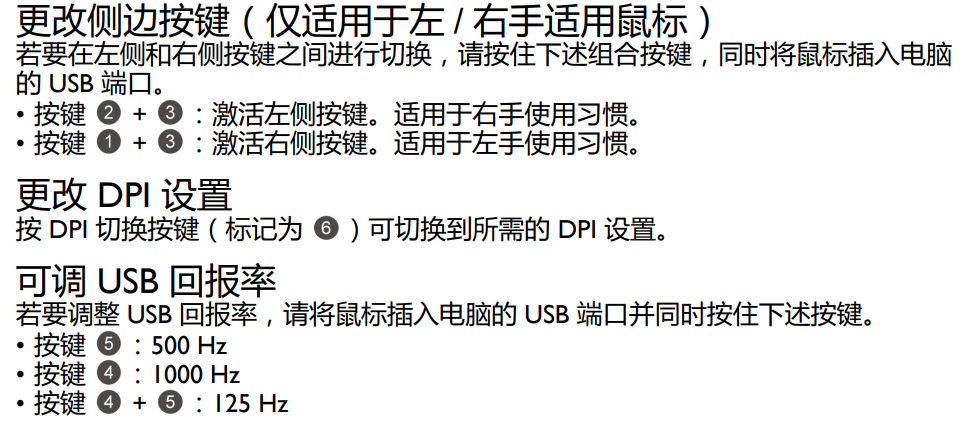 更改侧边按键（仅适用于左 / 右手适用鼠标）
若要在左侧和右侧按键之间进行切换，请按住下述组合按键，同时将鼠标插入电脑
的 USB 端口。
• 按键 ❷ + ❸ ：激活左侧按键。适用于右手使用习惯。
• 按键 ❶ + ❸ ：激活右侧按键。适用于左手使用习惯。
更改 DPI 设置
按 DPI 切换按键（标记为 ❻ ）可切换到所需的 DPI 设置。
可调 USB 回报率
若要调整 USB 回报率，请将鼠标插入电脑的 USB 端口并同时按住下述按键。
• 按键 ❺ ：500 Hz
• 按键 ❹ ：1000 Hz
• 按键 ❹ + ❺ ：125 Hz